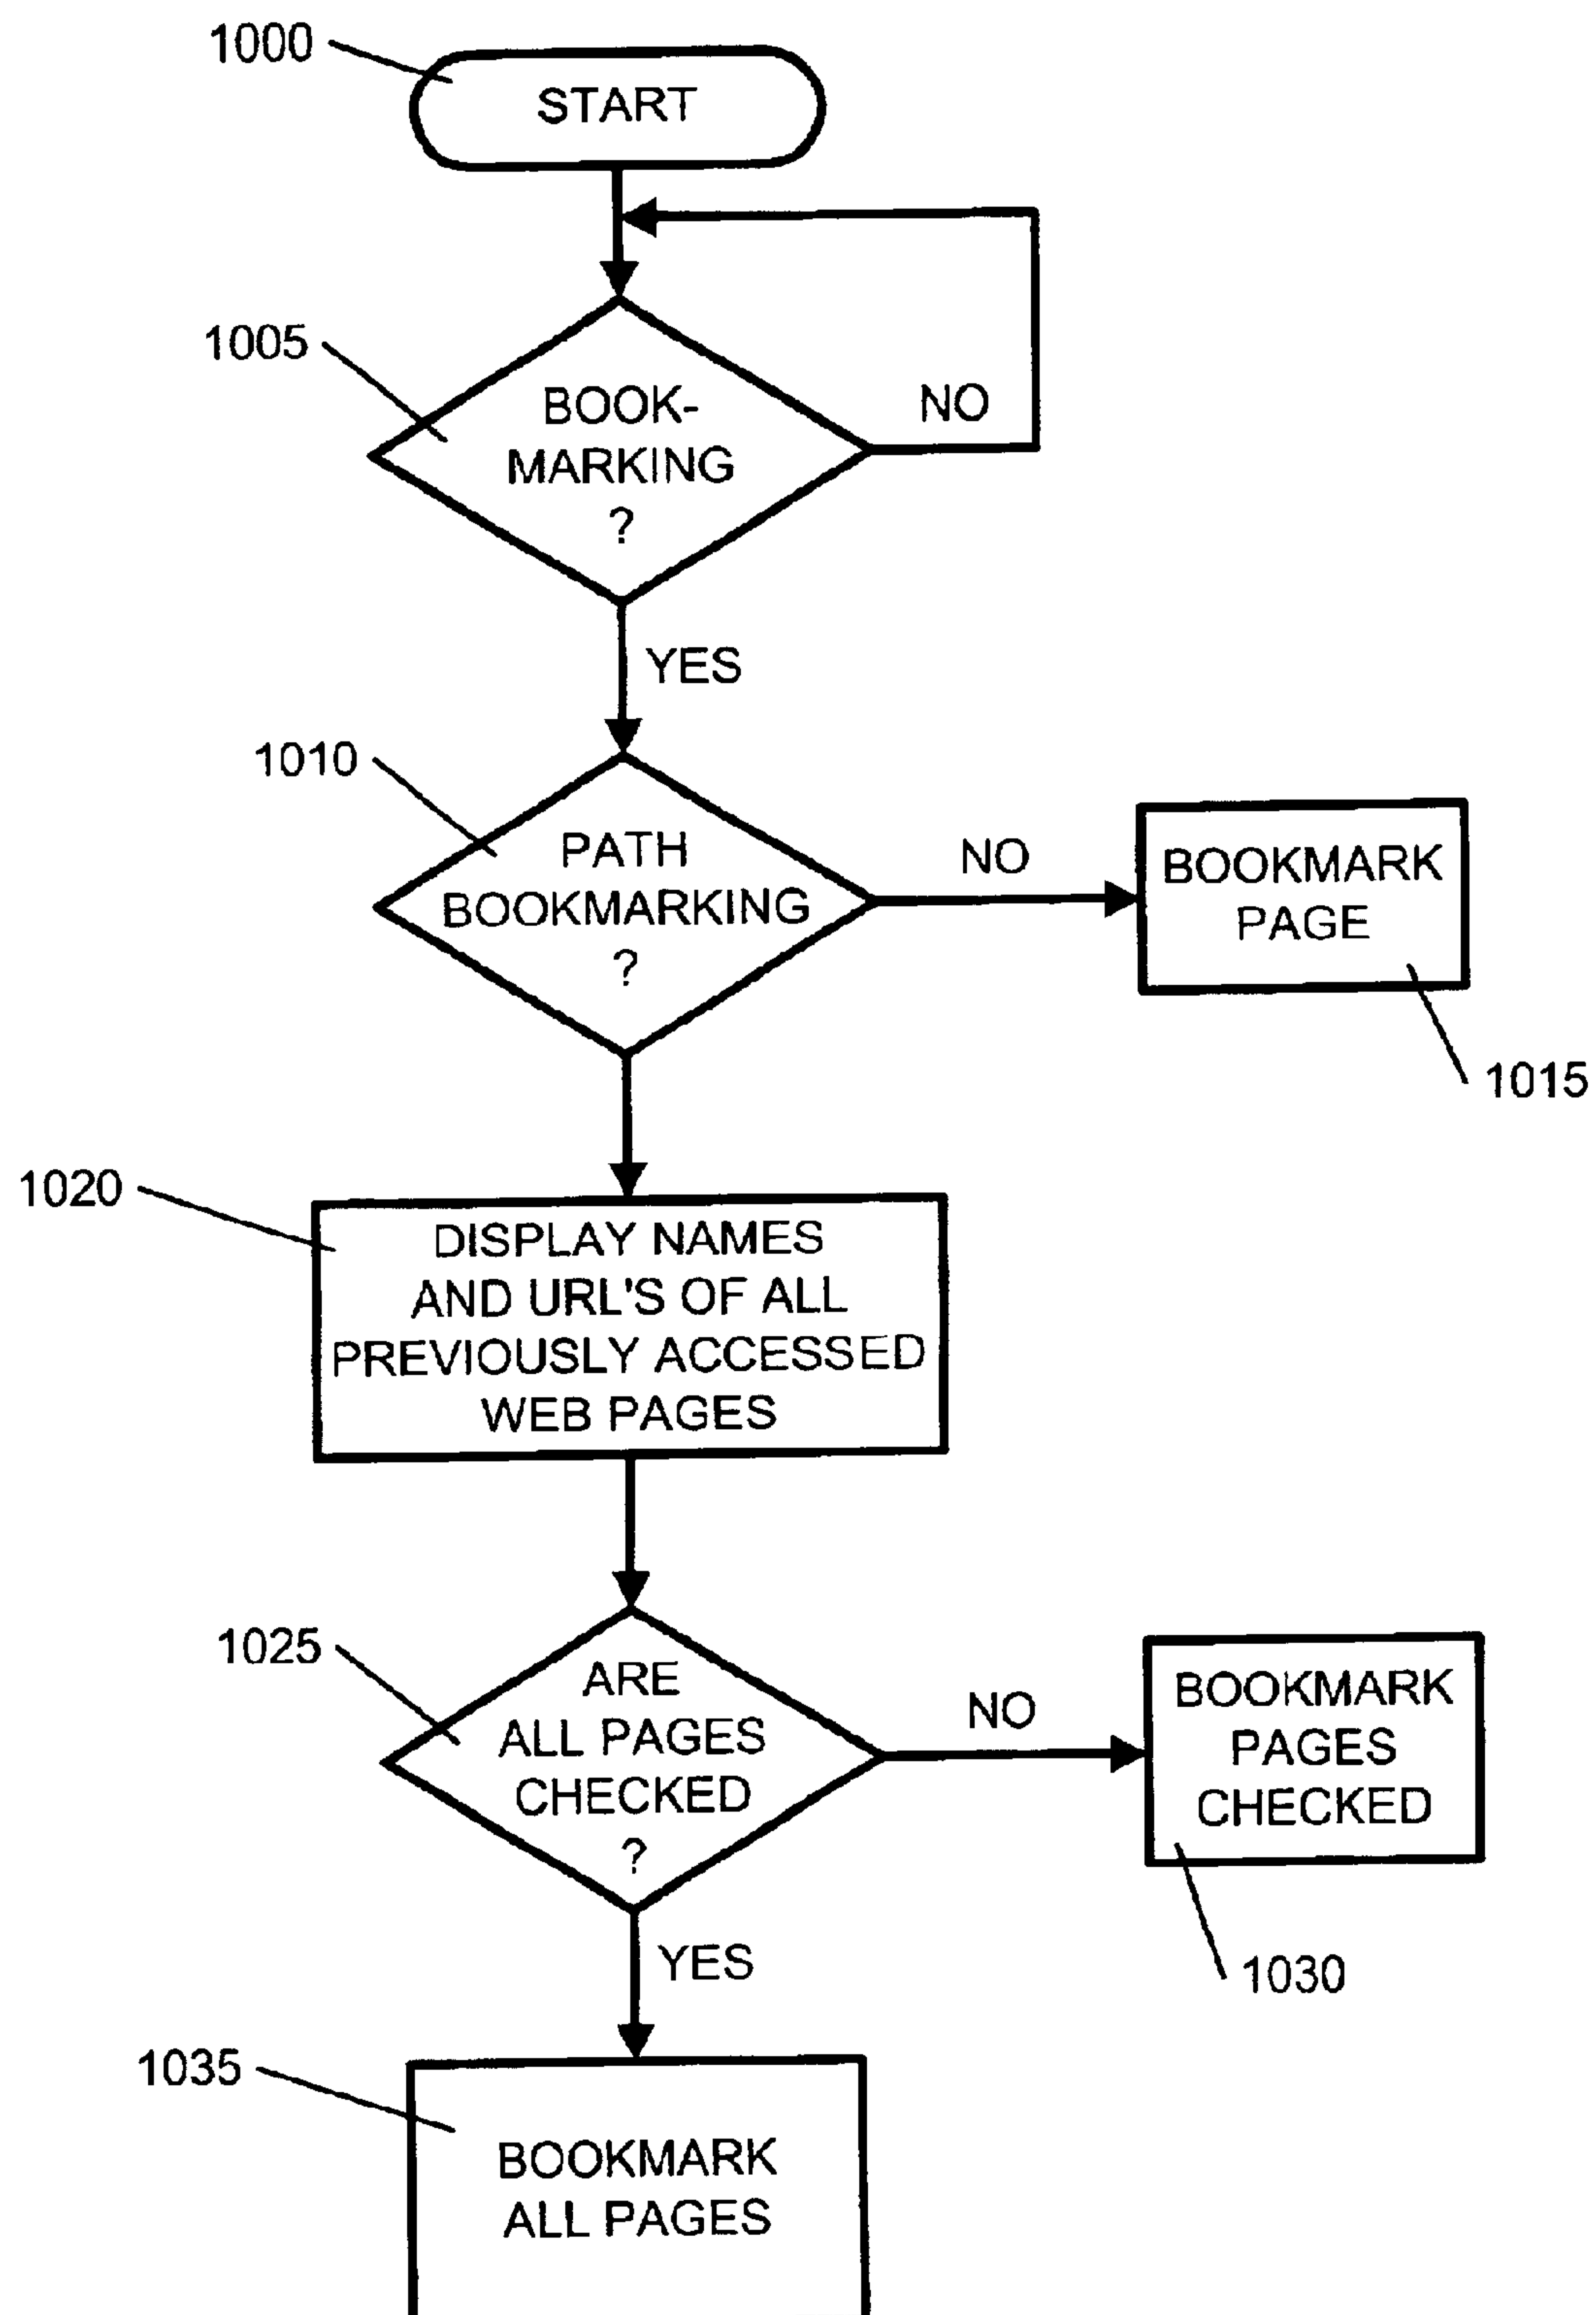 1000
START
1005
BOOK-
MARKING
?
NO
YES
1010
PATH
BOOKMARKING
?
NO
BOOKMARK
PAGE
1015
1020
DISPLAY NAMES
AND URL'S OF ALL
PREVIOUSLY ACCESSED
WEB PAGES
1025
ARE
ALL PAGES
CHECKED
?
NO
BOOKMARK
PAGES
CHECKED
1030
YES
1035
BOOKMARK
ALL PAGES